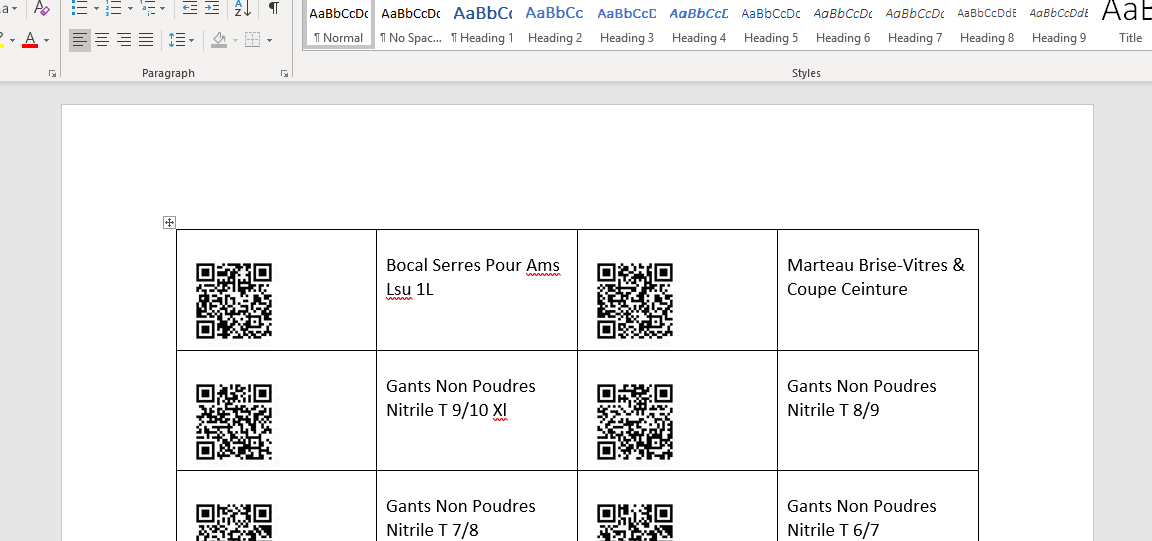 AaBbCcDc AaBbCcDc AaBbCc AaBbCc AaBbCcD AaBbCcD AaBbCcDc AaBbCcDc AaBbCcDc AaBbCcDdE AaBbCcDdE AaB
¶ Normal ¶ No Spac... ¶ Heading 1 Heading 2 Heading 3 Heading 4 Heading 5 Heading 6 Heading 7 Heading 8 Heading 9 Title
Paragraph Styles
Bocal Serres Pour Ams
Lsu 1L
Marteau Brise-Vitres &
Coupe Ceinture
Gants Non Poudres
Nitrile T 9/10 Xl
Gants Non Poudres
Nitrile T 8/9
Gants Non Poudres
Nitrile T 7/8
Gants Non Poudres
Nitrile T 6/7